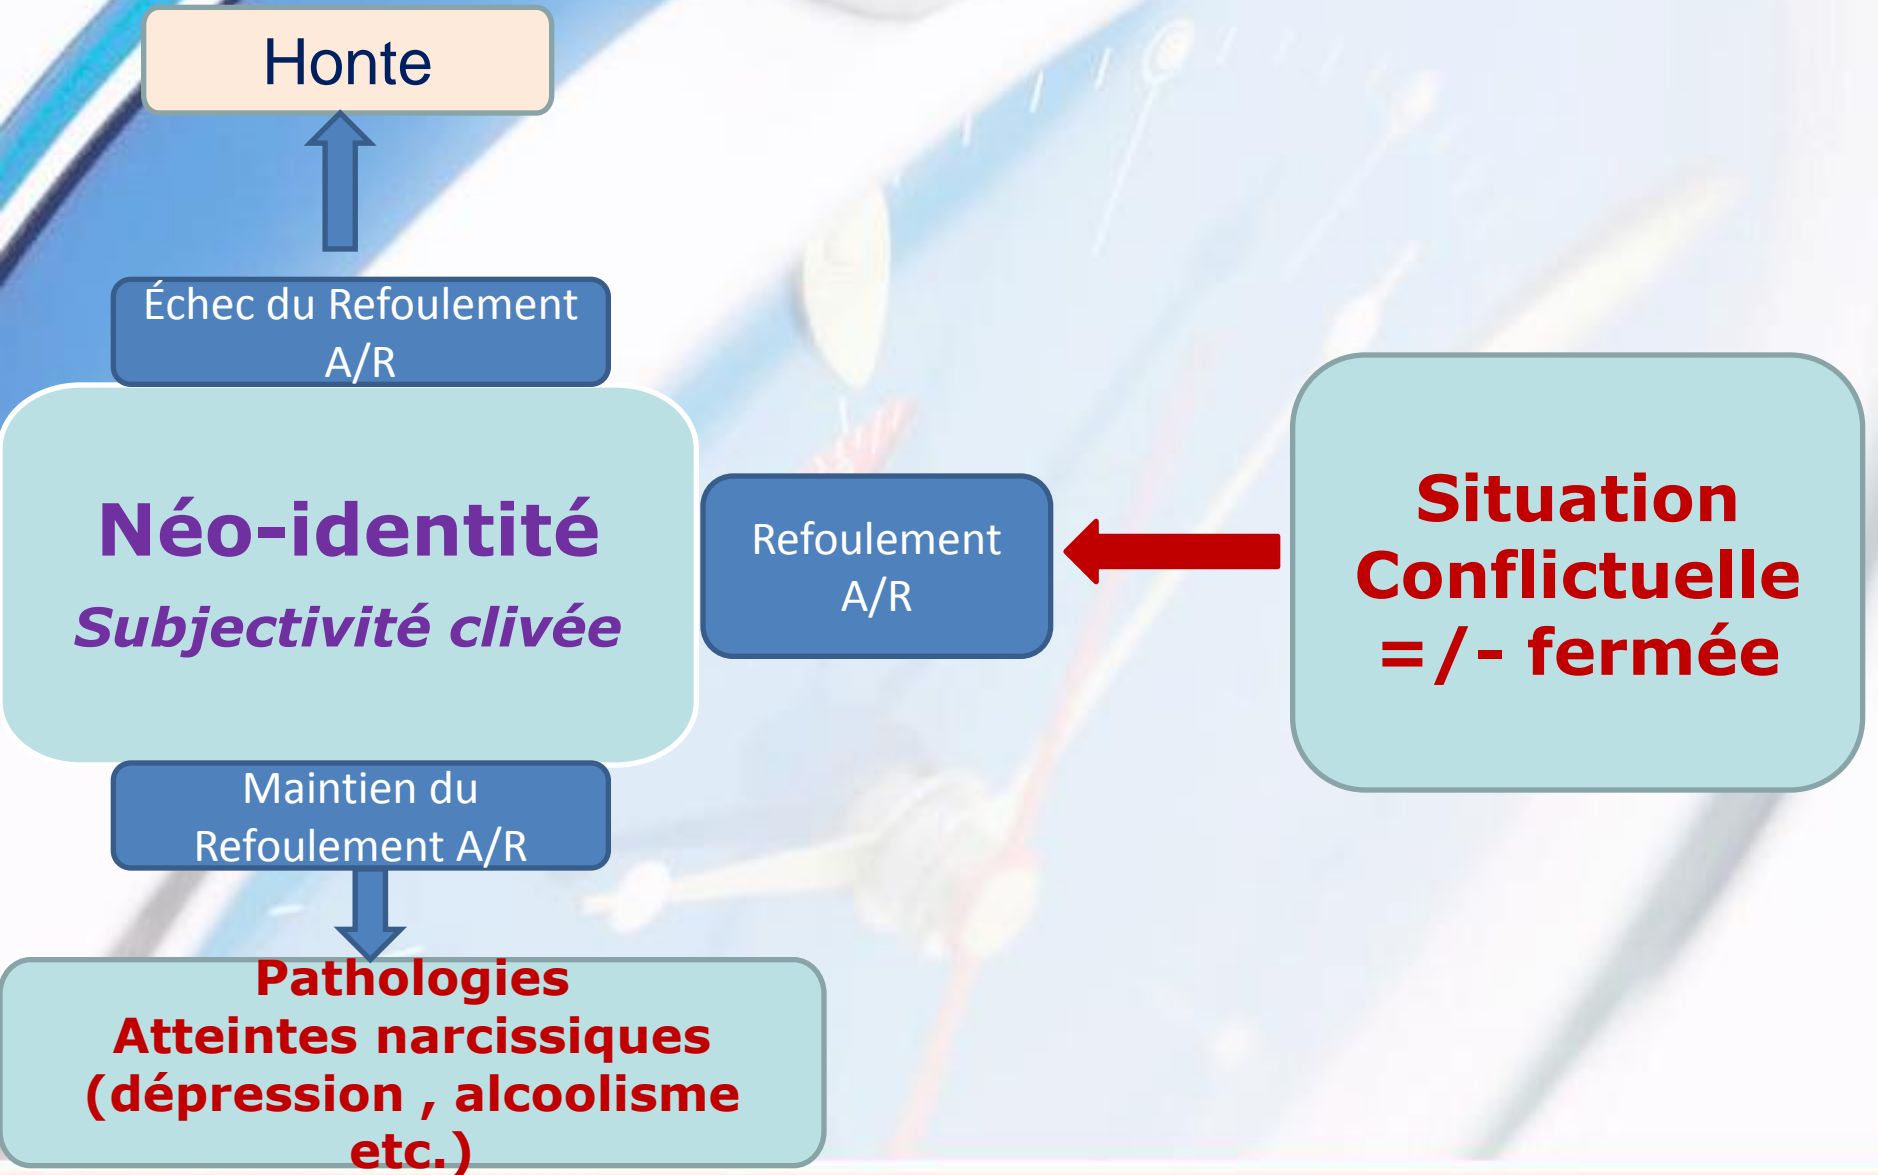 Honte
Échec du Refoulement
A/R
Néo-identité
Subjectivité clivée
Refoulement
A/R
Situation
Conflictuelle
=/- fermée
Maintien du
Refoulement A/R
Pathologies
Atteintes narcissiques
(dépression , alcoolisme
etc.)